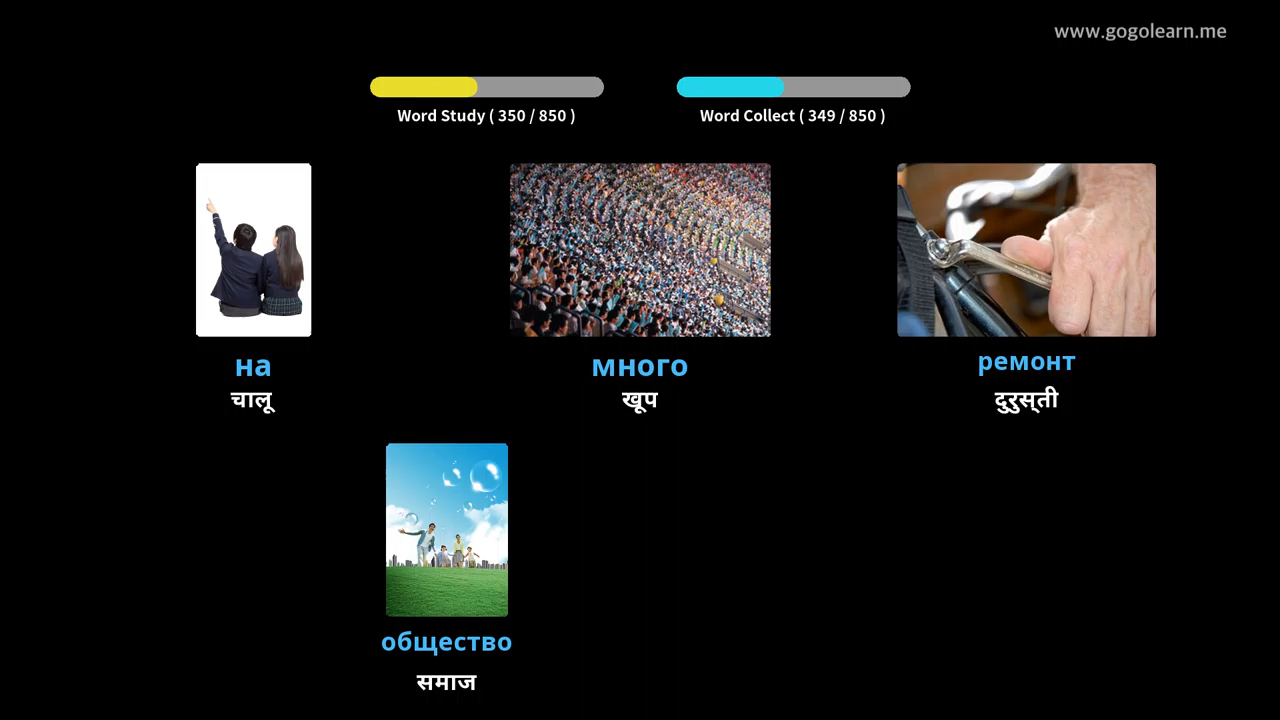 www.gogolearn.me
Word Study ( 350 / 850 )
Word Collect ( 349 / 850 )
на
много
ремонт
चालू
खूप
दुरुस्ती
общество
समाज